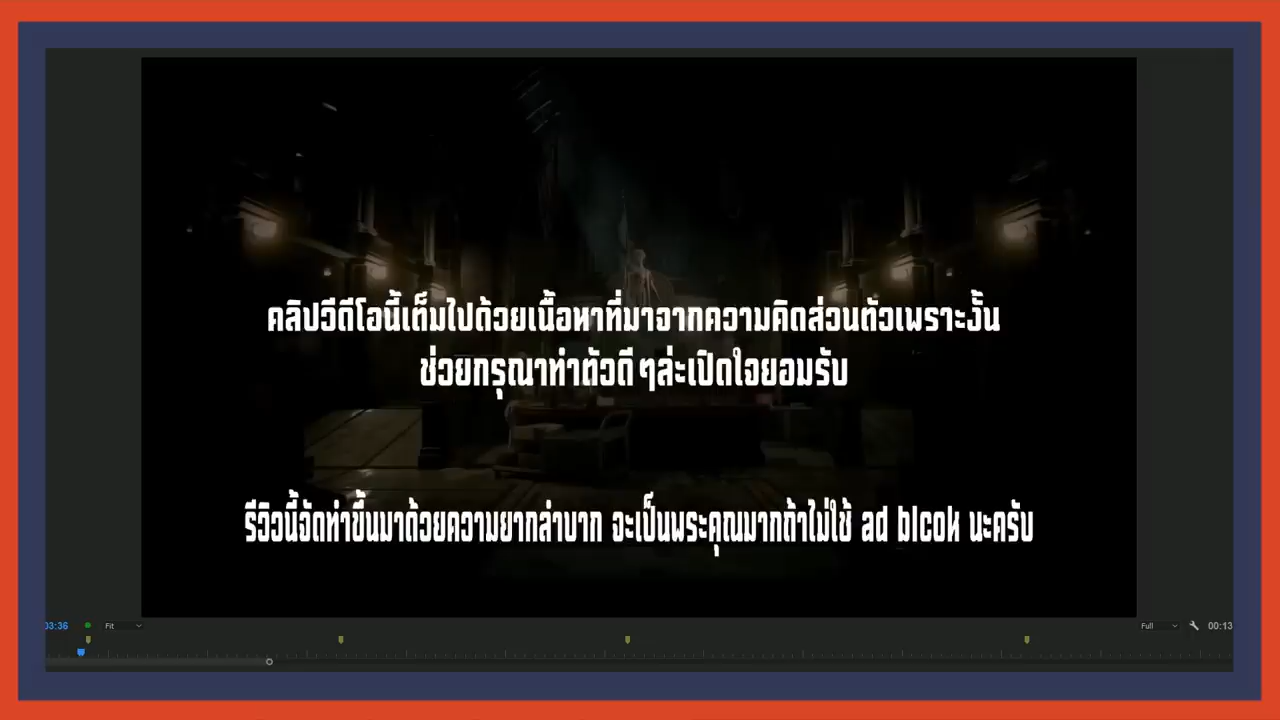 คลิปวีดีโอนี้เต็มไปด้วยเนื้อหาที่มาจากความคิดส่วนตัวเพราะงั้น
ช่วยกรุณาทำตัวดีๆล่ะเปิดใจยอมรับ
รีวิวนี้จัดทำขึ้นมาด้วยความยากลำบาก จะเป็นพระคุณมากถ้าไม่ใช้ ad blcok นะครับ
03:36 Fit Full 00:13